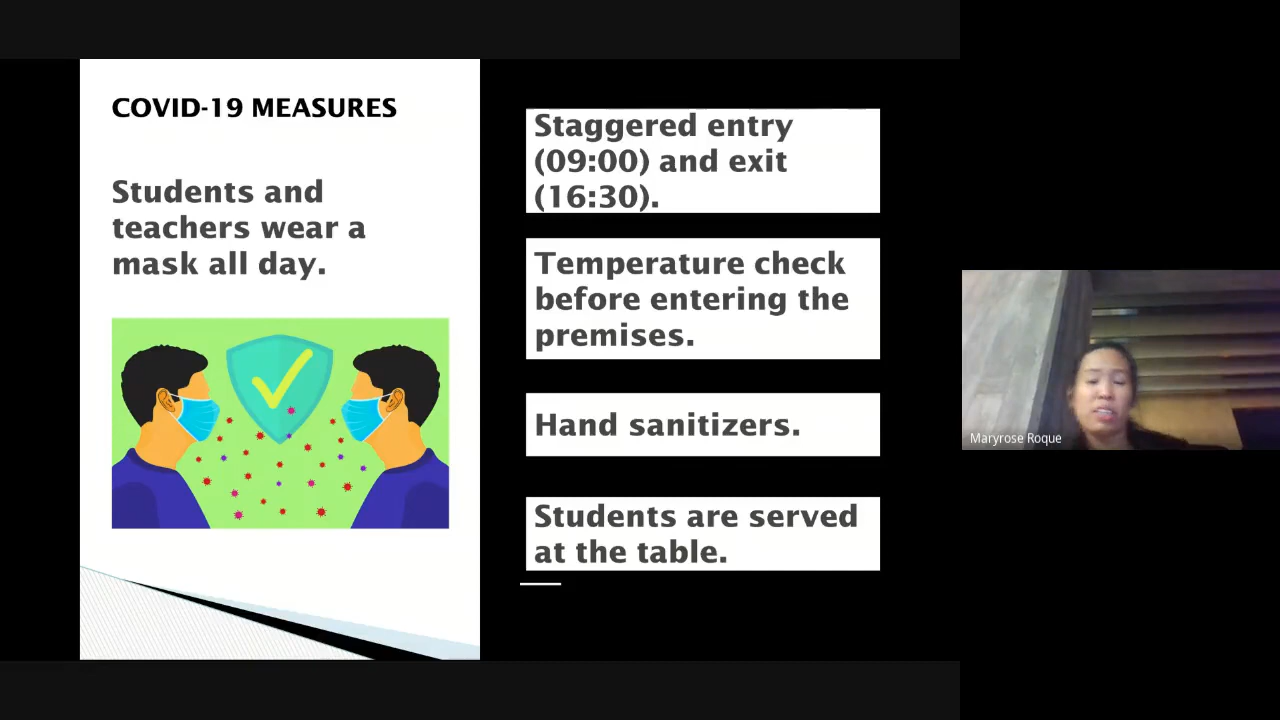 COVID-19 MEASURES
Students and
teachers wear a
mask all day.
Staggered entry
(09:00) and exit
(16:30).
Temperature check
before entering the
premises.
Hand sanitizers.
Students are served
at the table.
Maryrose Roque